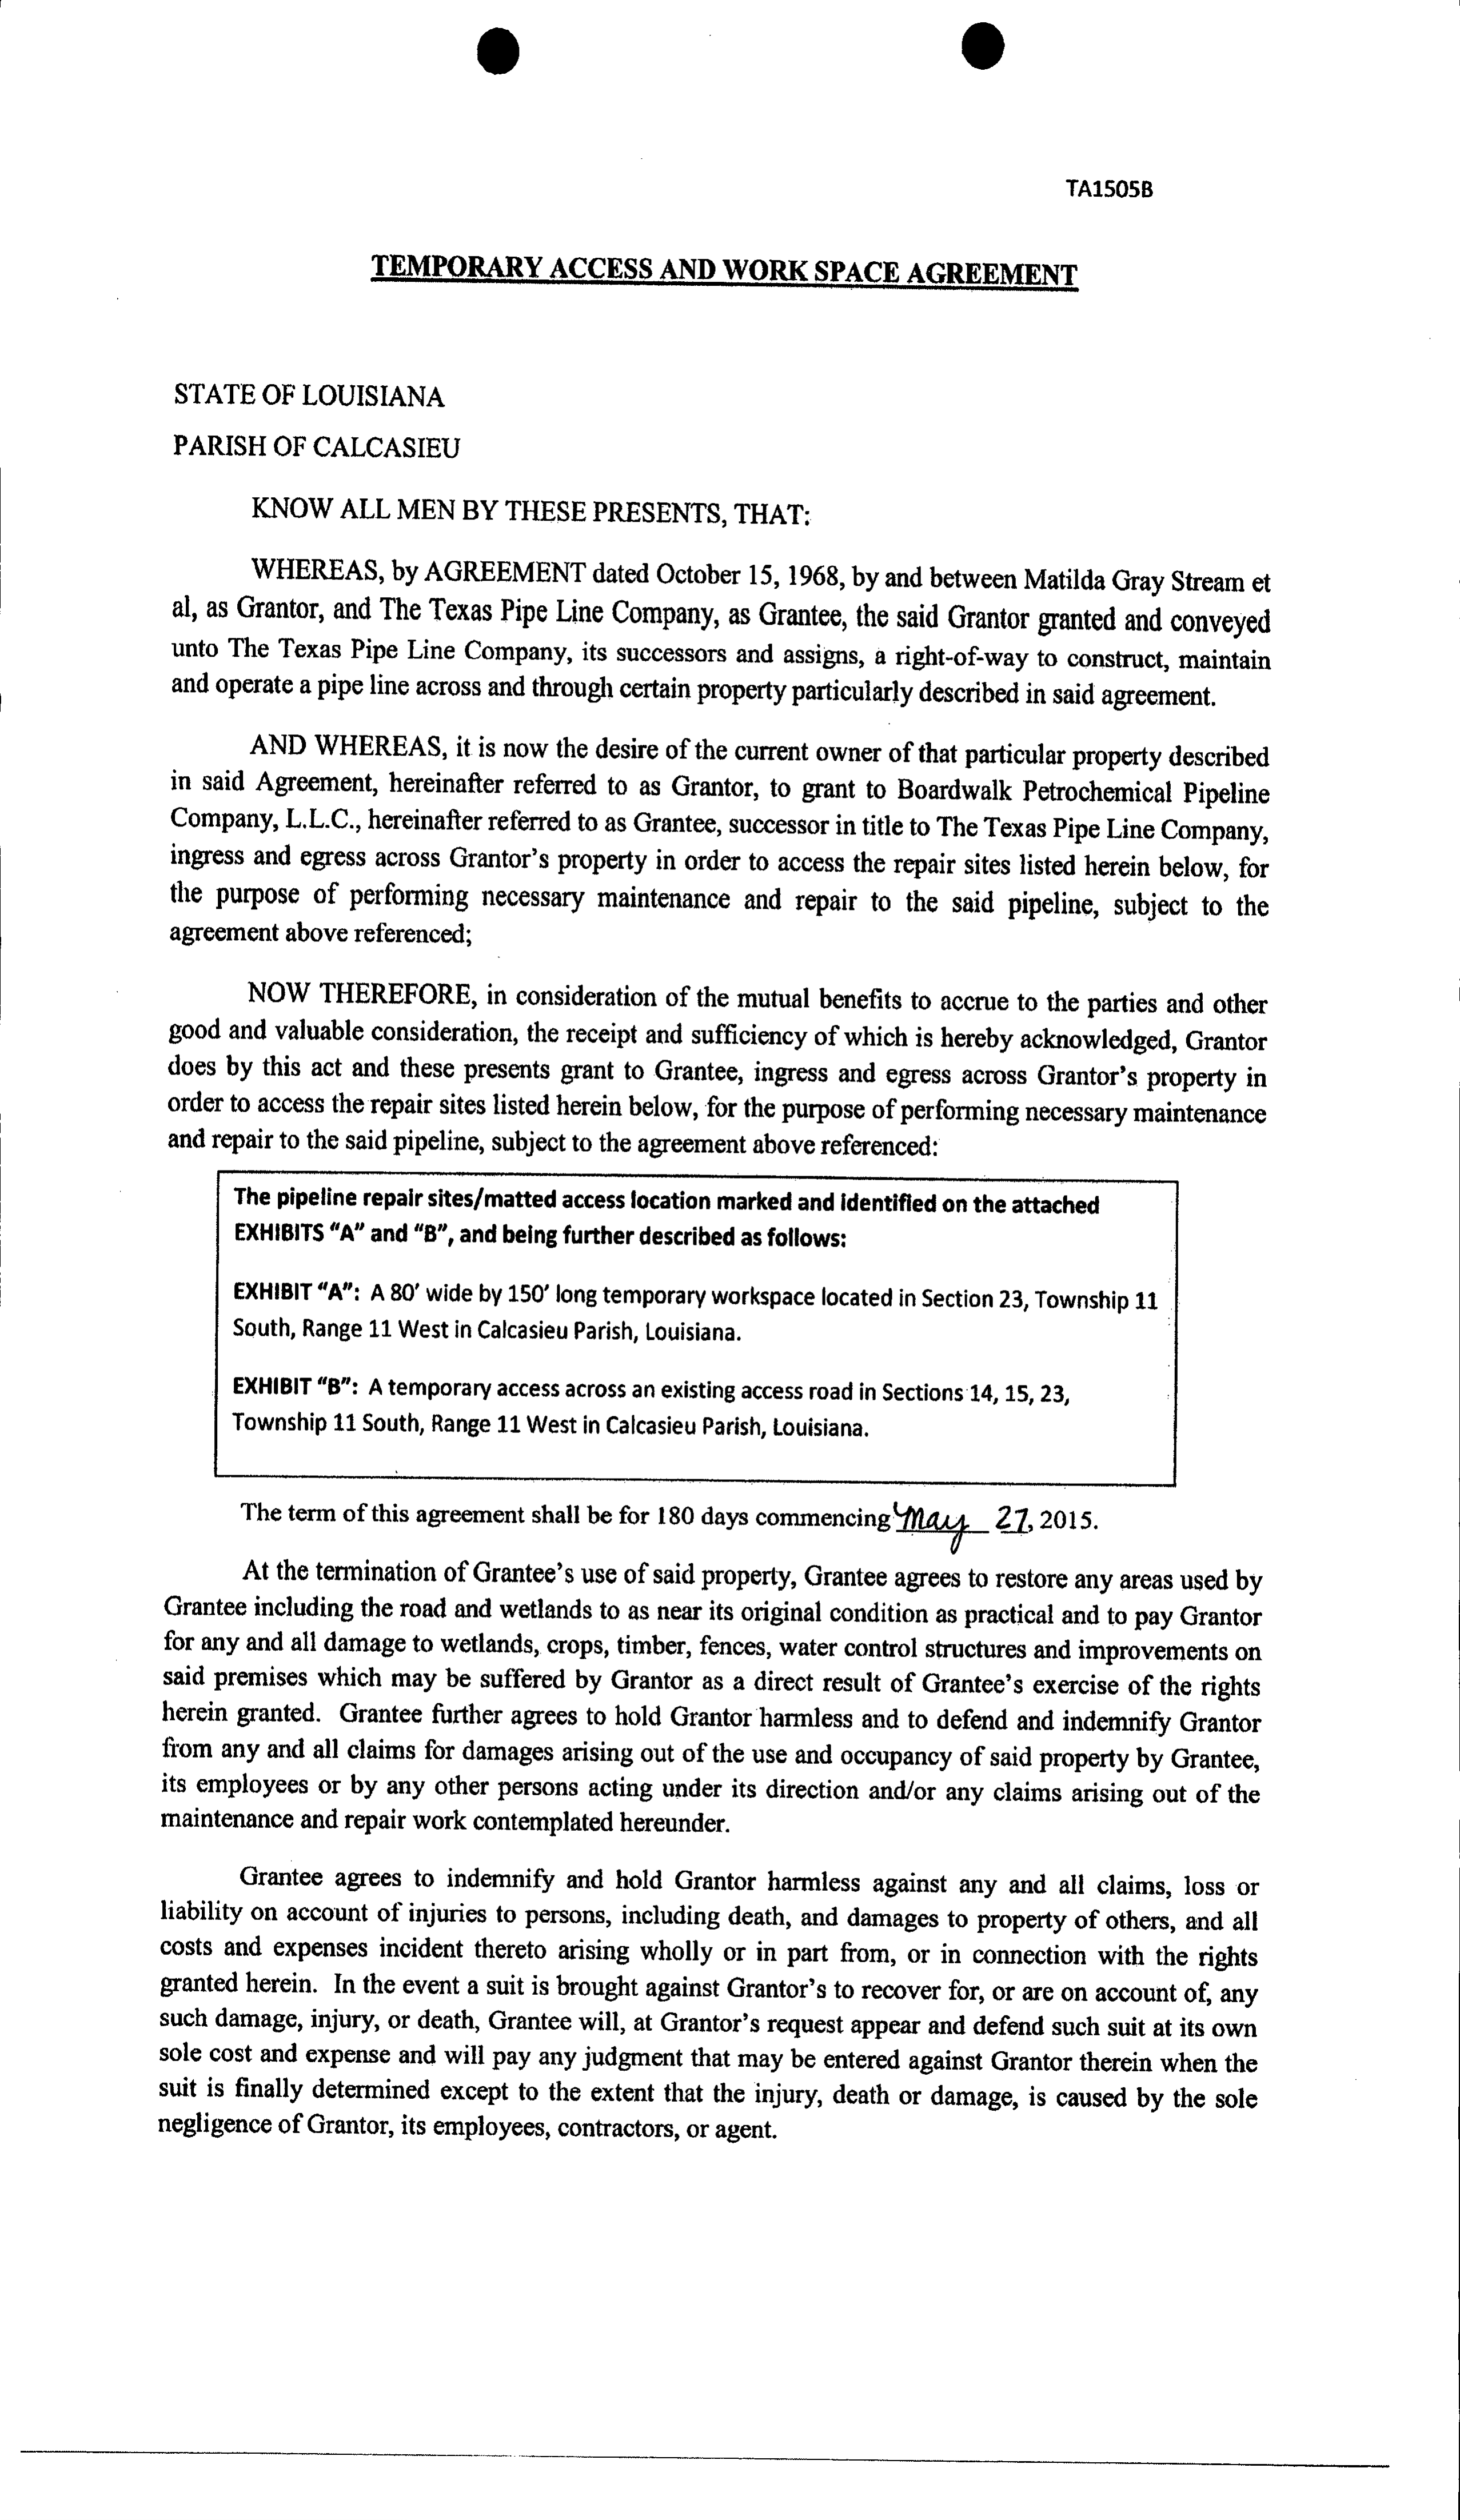 TA1505B
TEMPORARY ACCESS AND WORK SPACE AGREEMENT
STATE OF LOUISIANA
PARISH OF CALCASIEU
KNOW ALL MEN BY THESE PRESENTS, THAT:
WHEREAS, by AGREEMENT dated October 15, 1968, by and between Matilda Gray Stream et
al, as Grantor, and The Texas Pipe Line Company, as Grantee, the said Grantor granted and conveyed
unto The Texas Pipe Line Company, its successors and assigns, a right-of-way to construct, maintain
and operate a pipe line across and through certain property particularly described in said agreement.
AND WHEREAS, it is now the desire of the current owner of that particular property described
in said Agreement, hereinafter referred to as Grantor, to grant to Boardwalk Petrochemical Pipeline
Company, L.L.C., hereinafter referred to as Grantee, successor in title to The Texas Pipe Line Company,
ingress and egress across Grantor's property in order to access the repair sites listed herein below, for
the purpose of performing necessary maintenance and repair to the said pipeline, subject to the
agreement above referenced;
NOW THEREFORE, in consideration of the mutual benefits to accrue to the parties and other
good and valuable consideration, the receipt and sufficiency of which is hereby acknowledged, Grantor
does by this act and these presents grant to Grantee, ingress and egress across Grantor's property in
order to access the repair sites listed herein below, for the purpose of performing necessary maintenance
and repair to the said pipeline, subject to the agreement above referenced:
The pipeline repair sites/matted access location marked and identified on the attached
EXHIBITS "A" and "B", and being further described as follows:
EXHIBIT "A": A 80' wide by 150' long temporary workspace located in Section 23, Township 11
South, Range 11 West in Calcasieu Parish, Louisiana.
EXHIBIT "B": A temporary access across an existing access road in Sections 14, 15, 23,
Township 11 South, Range 11 West in Calcasieu Parish, Louisiana.
The term of this agreement shall be for 180 days commencing May 27, 2015.
At the termination of Grantee's use of said property, Grantee agrees to restore any areas used by
Grantee including the road and wetlands to as near its original condition as practical and to pay Grantor
for any and all damage to wetlands, crops, timber, fences, water control structures and improvements on
said premises which may be suffered by Grantor as a direct result of Grantee's exercise of the rights
herein granted. Grantee further agrees to hold Grantor harmless and to defend and indemnify Grantor
from any and all claims for damages arising out of the use and occupancy of said property by Grantee,
its employees or by any other persons acting under its direction and/or any claims arising out of the
maintenance and repair work contemplated hereunder.
Grantee agrees to indemnify and hold Grantor harmless against any and all claims, loss or
liability on account of injuries to persons, including death, and damages to property of others, and all
costs and expenses incident thereto arising wholly or in part from, or in connection with the rights
granted herein. In the event a suit is brought against Grantor's to recover for, or are on account of, any
such damage, injury, or death, Grantee will, at Grantor's request appear and defend such suit at its own
sole cost and expense and will pay any judgment that may be entered against Grantor therein when the
suit is finally determined except to the extent that the injury, death or damage, is caused by the sole
negligence of Grantor, its employees, contractors, or agent.